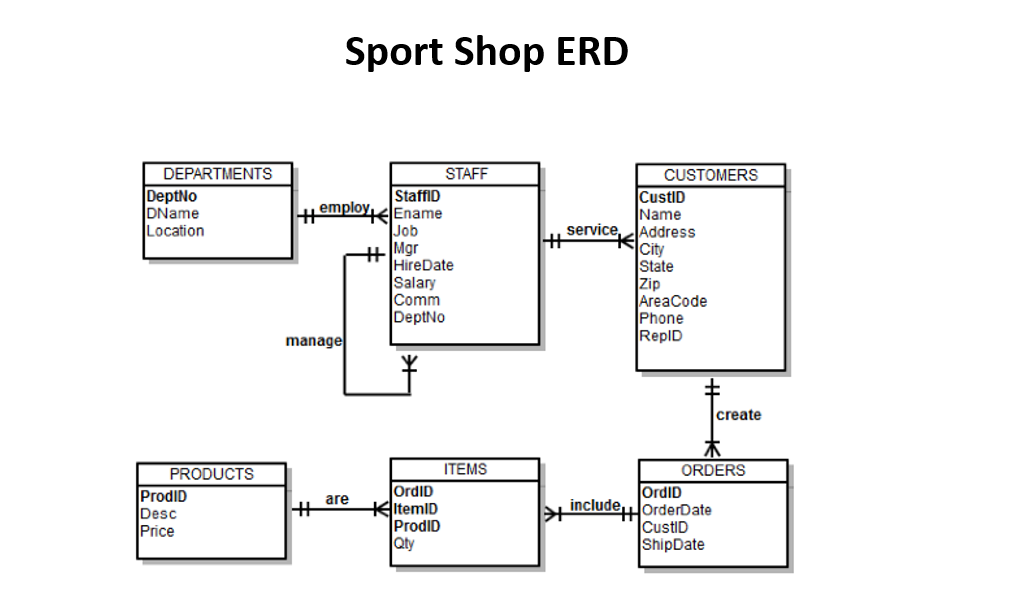 Sport Shop ERD
DEPARTMENTS
DeptNo
DName
Location
employ
STAFF
StaffID
Ename
Job
Mgr
HireDate
Salary
Comm
DeptNo
manage
service
CUSTOMERS
CustID
Name
Address
City
State
Zip
AreaCode
Phone
RepID
create
PRODUCTS
ProdID
Desc
Price
are
ITEMS
OrdID
ItemID
ProdID
Qty
include
ORDERS
OrdID
OrderDate
CustID
ShipDate